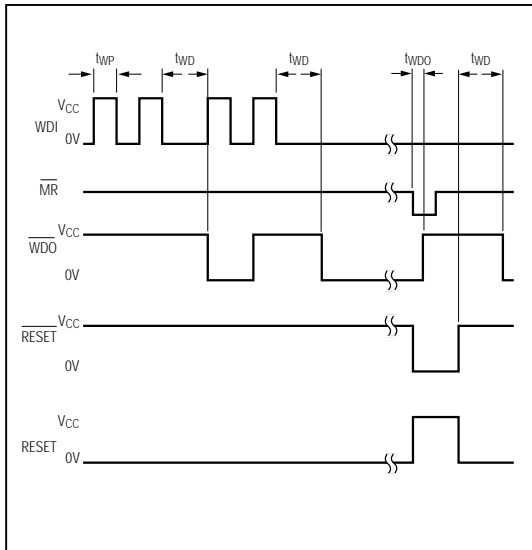 tWP tWD tWD tWDO tWD
VCC
WDI
0V
MR
VCC
WDO
0V
VCC
RESET
0V
VCC
RESET
0V